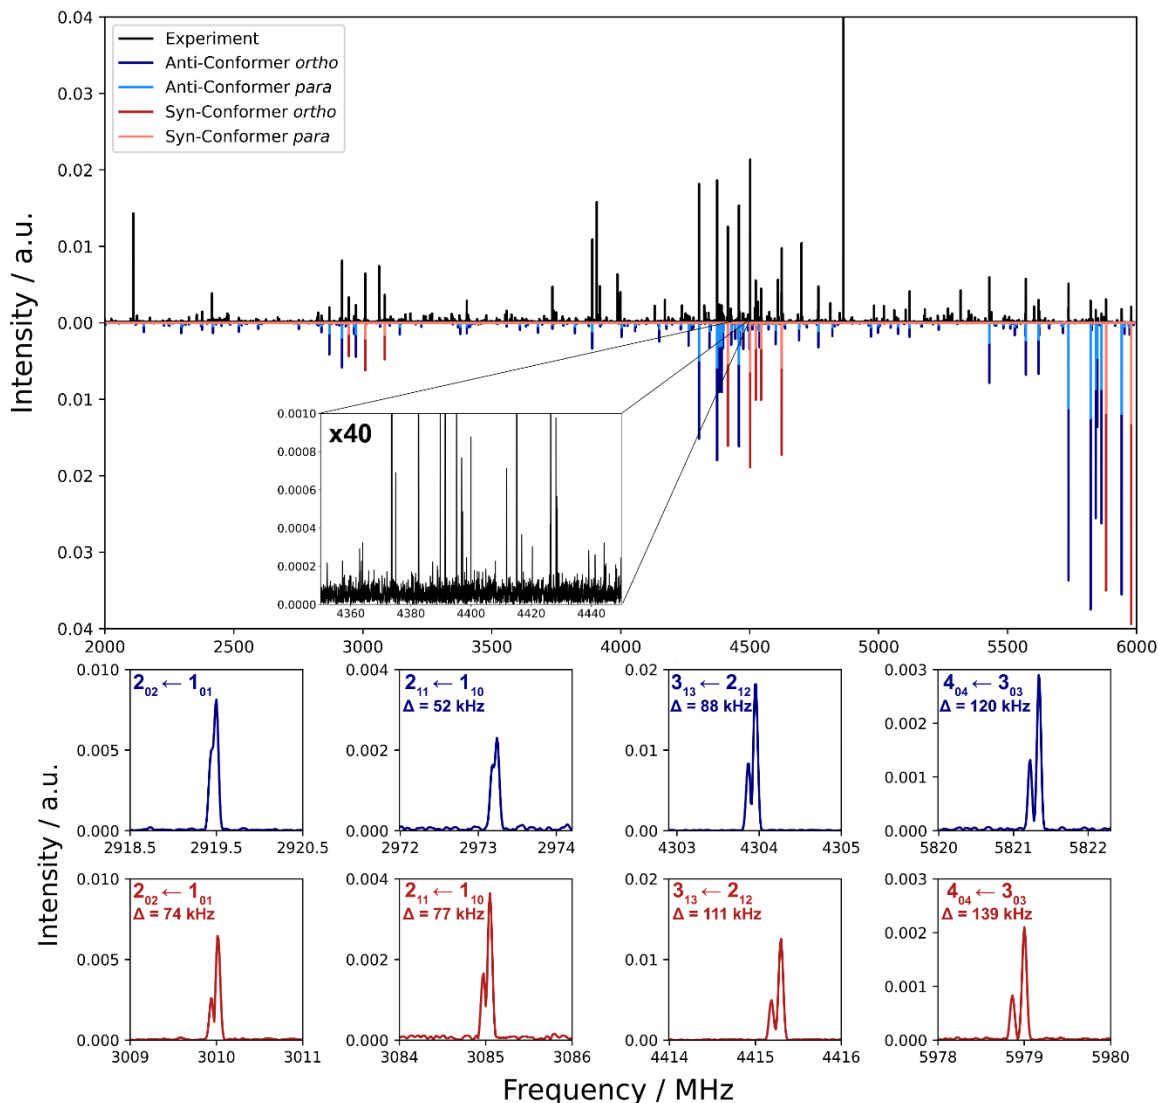 0.04
0.03
0.02
0.01
0.00
0.01
0.02
0.03
0.04
Intensity / a.u.
Experiment
Anti-Conformer ortho
Anti-Conformer para
Syn-Conformer ortho
Syn-Conformer para
x40
0.0010
0.0008
0.0006
0.0004
0.0002
0.0000
4360 4380 4400 4420 4440
2000 2500 3000 3500 4000 4500 5000 5500 6000
Intensity / a.u.
0.010
0.005
0.000
2₀₂ ← 1₀₁
2918.5 2919.5 2920.5
0.004
0.002
0.000
2₁₁ ← 1₁₀
Δ = 52 kHz
2972 2973 2974
0.02
0.01
0.00
3₁₃ ← 2₁₂
Δ = 88 kHz
4303 4304 4305
0.003
0.002
0.001
0.000
4₀₄ ← 3₀₃
Δ = 120 kHz
5820 5821 5822
Intensity / a.u.
0.010
0.005
0.000
2₀₂ ← 1₀₁
Δ = 74 kHz
3009 3010 3011
0.004
0.002
0.000
2₁₁ ← 1₁₀
Δ = 77 kHz
3084 3085 3086
0.02
0.01
0.00
3₁₃ ← 2₁₂
Δ = 111 kHz
4414 4415 4416
0.003
0.002
0.001
0.000
4₀₄ ← 3₀₃
Δ = 139 kHz
5978 5979 5980
Frequency / MHz